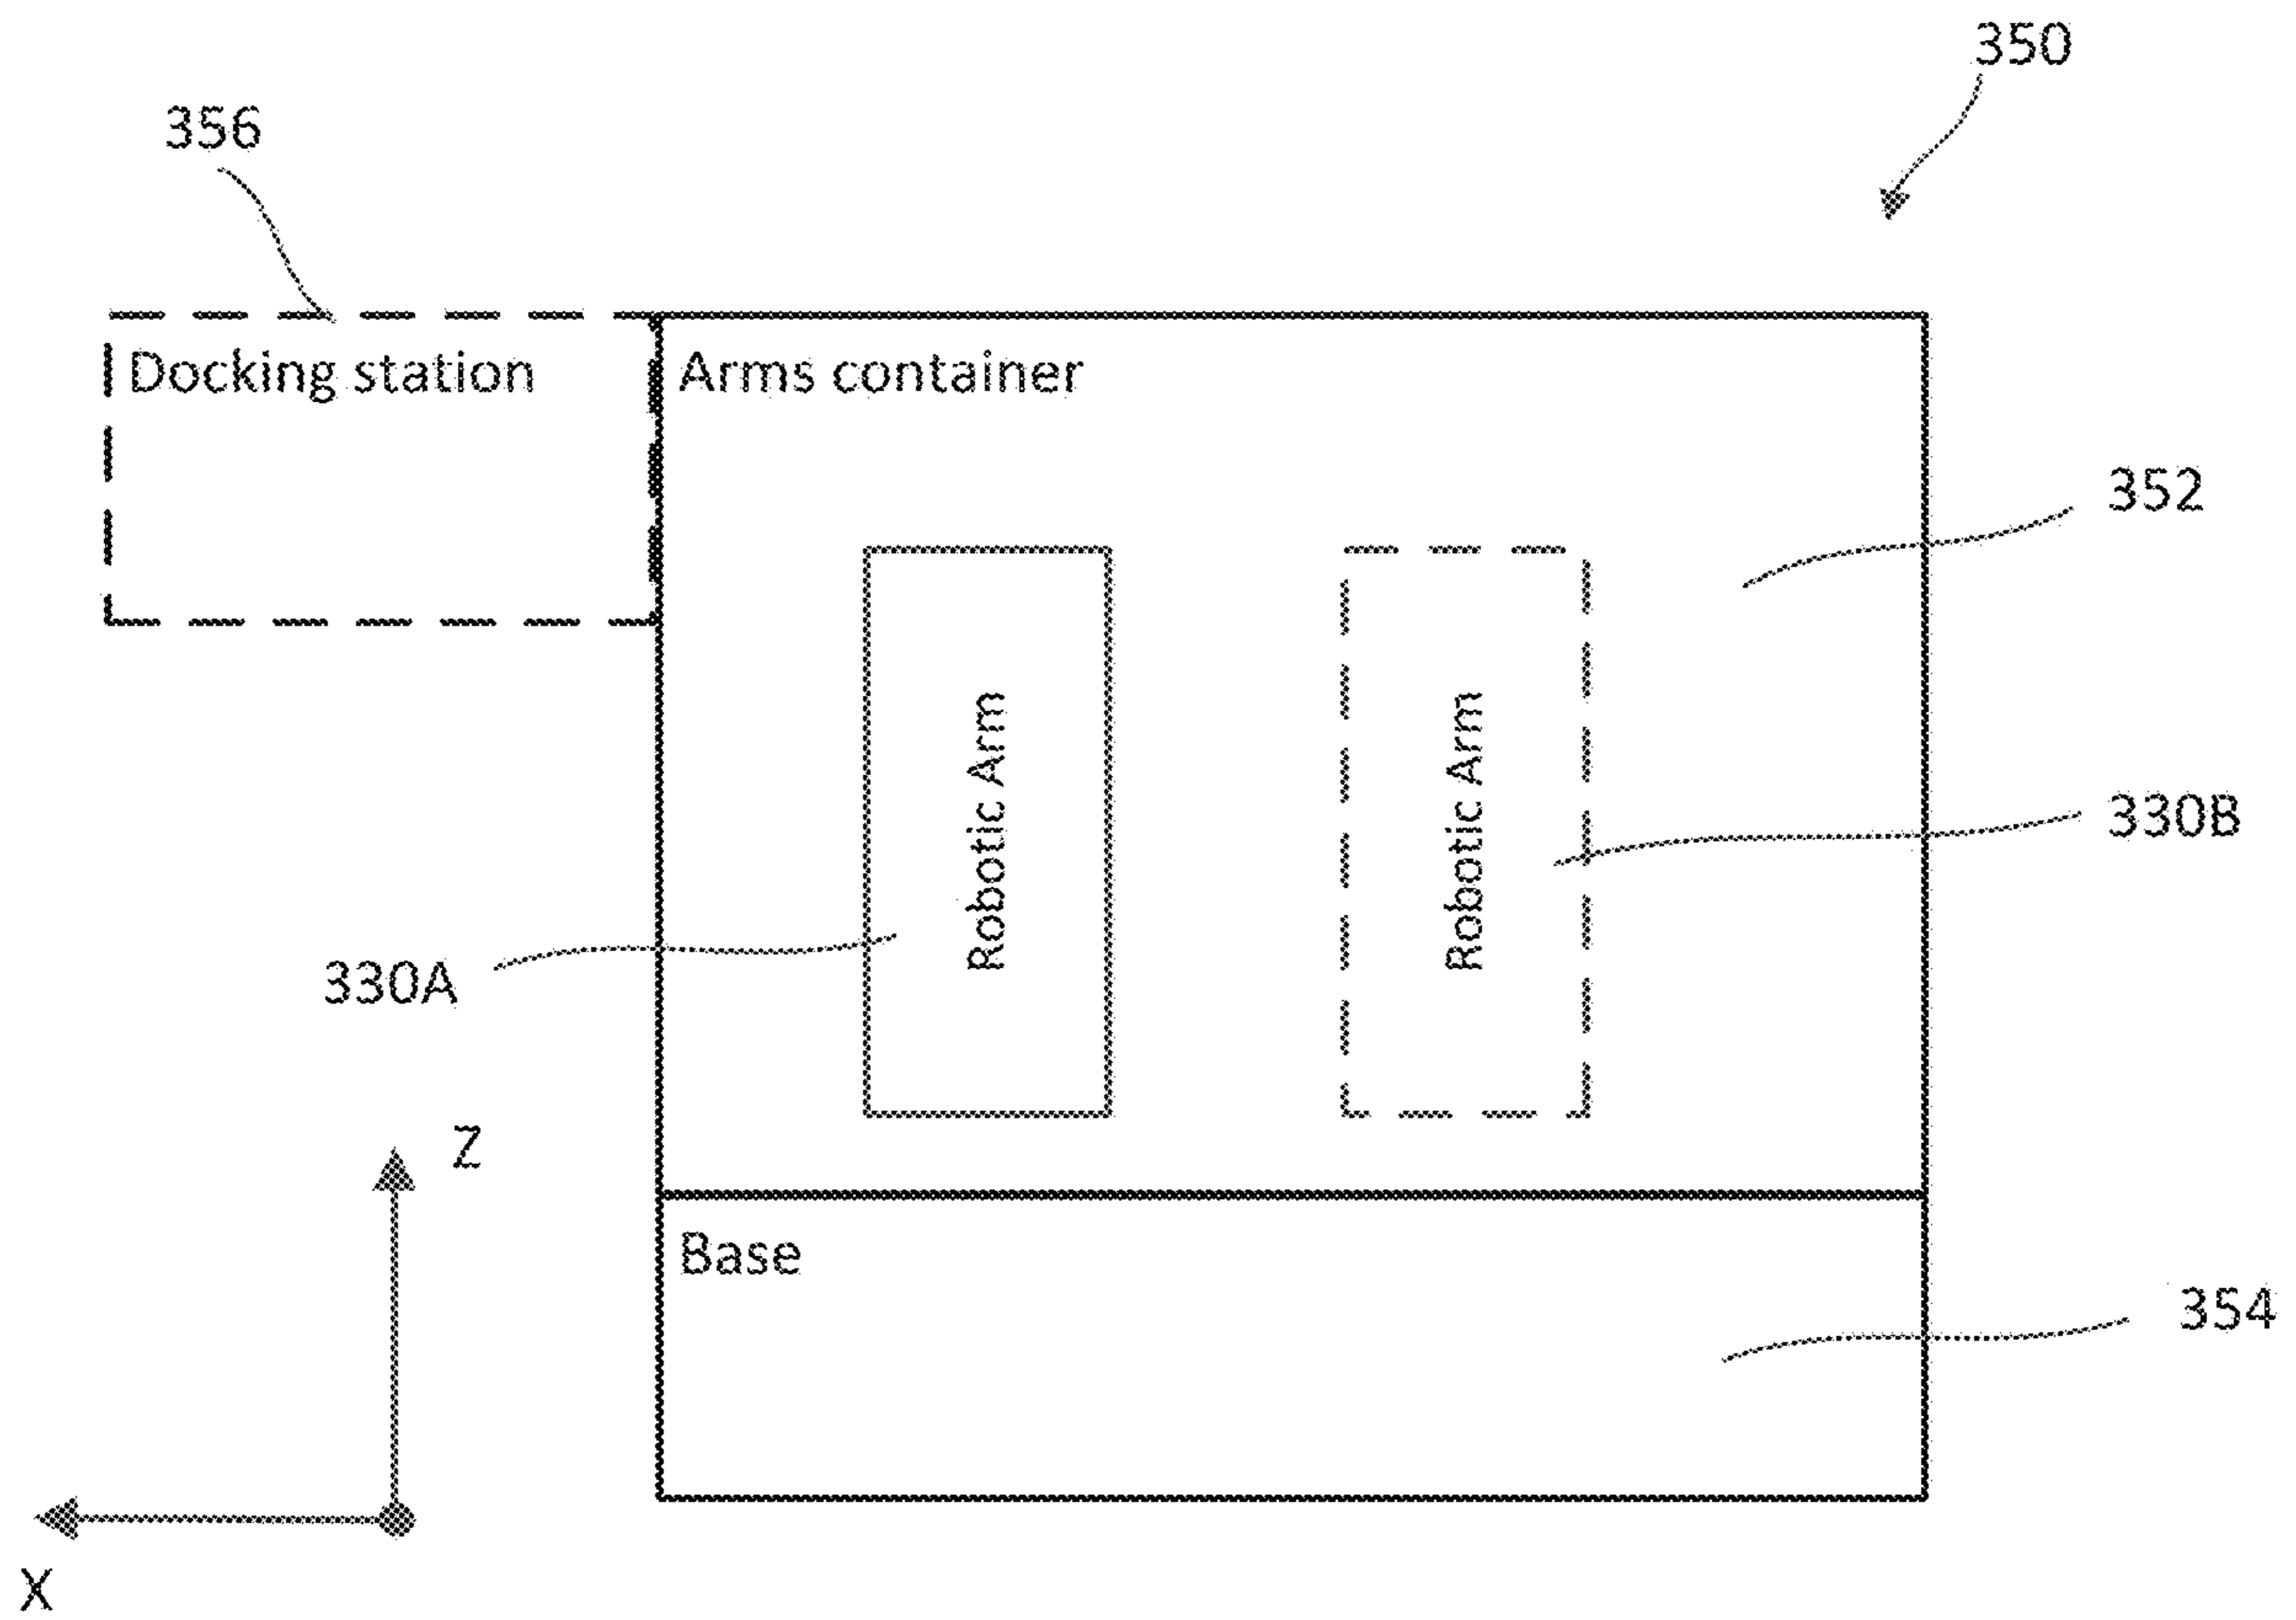 350
356
Docking station
Arms container
352
Robotic Arm
Robotic Arm
330B
330A
Z
Base
354
X